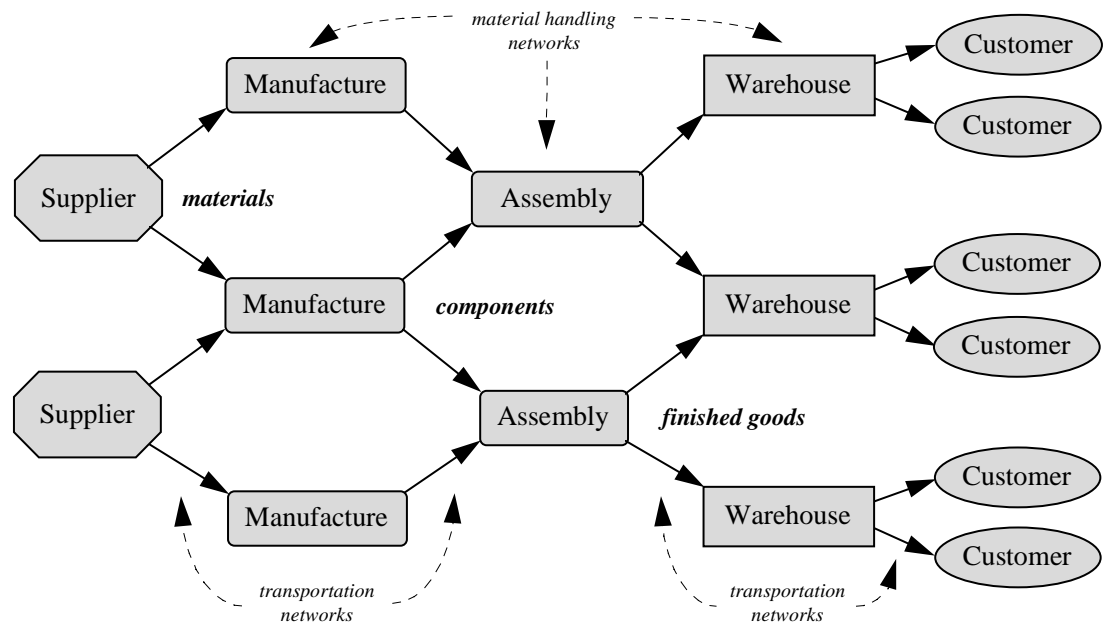 material handling
networks
Customer
Manufacture
Warehouse
Customer
Supplier
materials
Assembly
Customer
Manufacture
components
Warehouse
Customer
Supplier
Assembly
finished goods
Customer
Manufacture
Warehouse
Customer
transportation
networks
transportation
networks